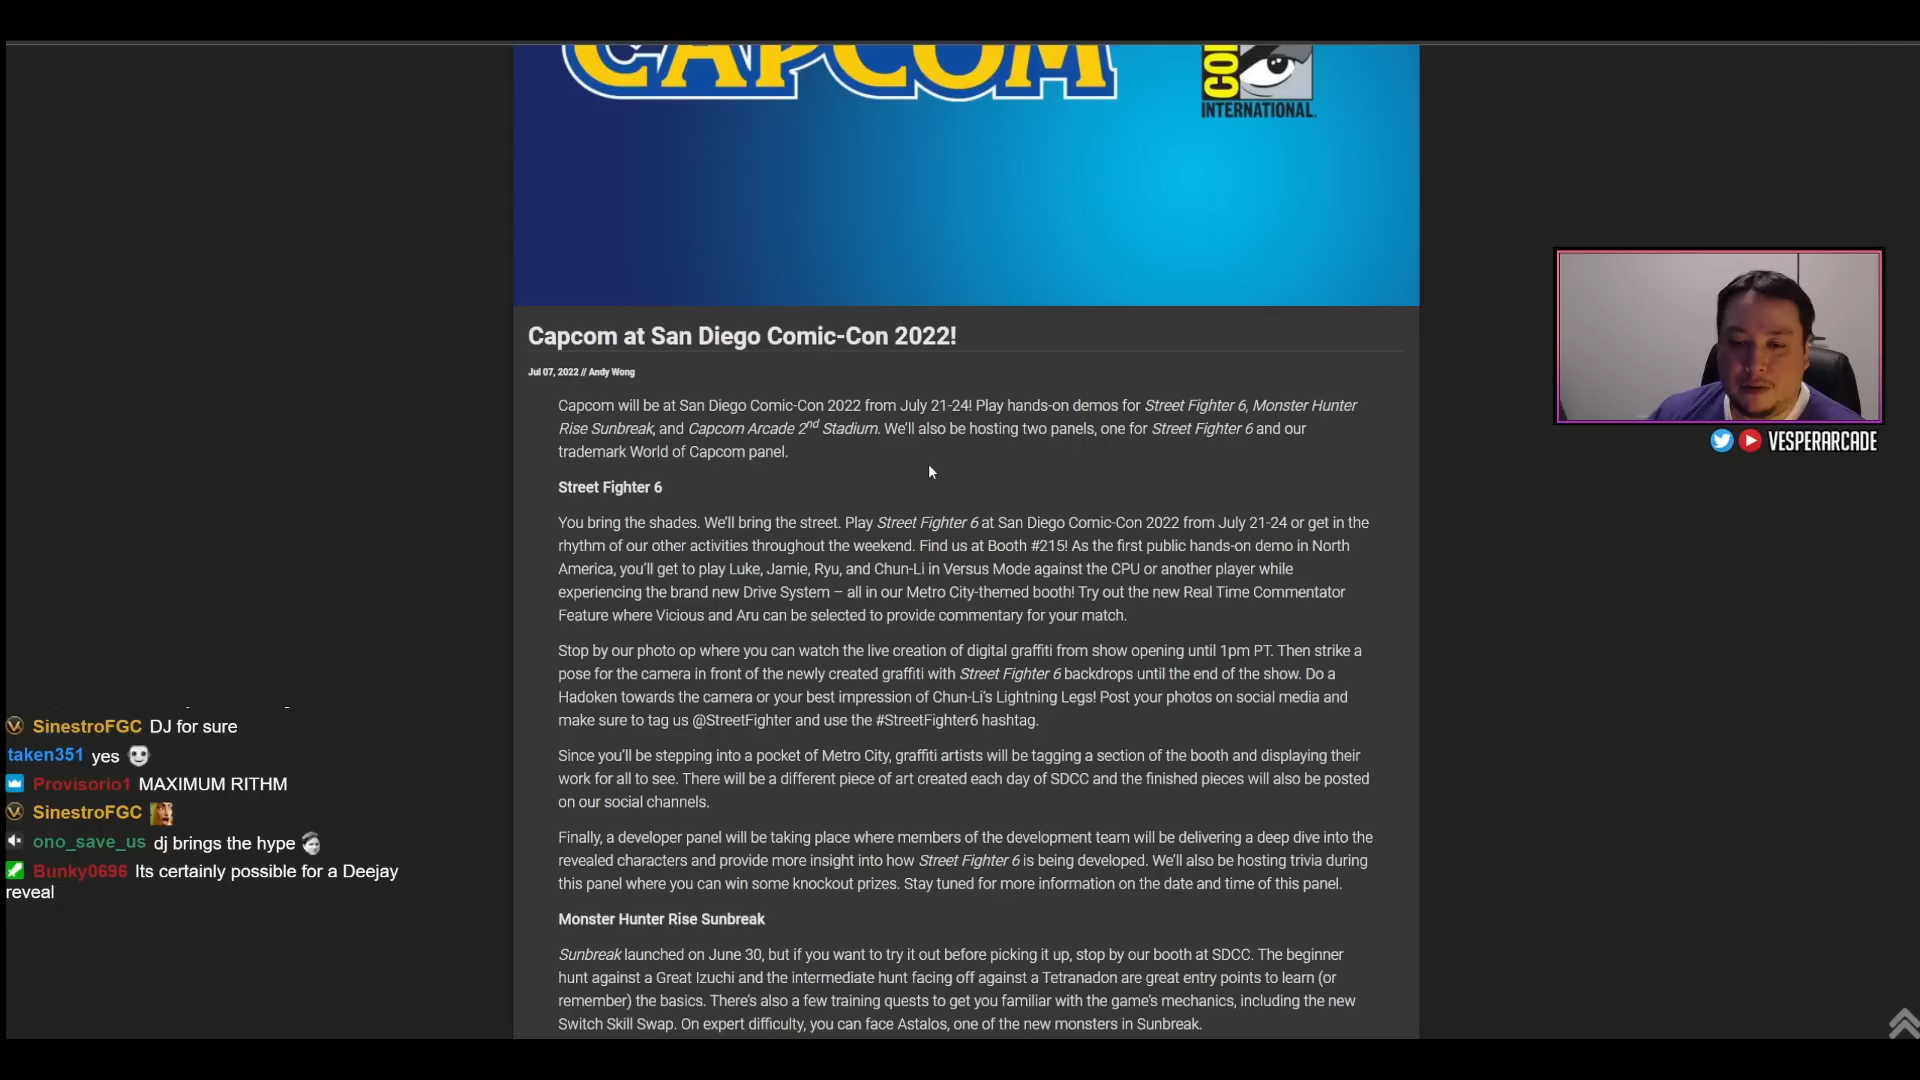 CAPCOM
CO
INTERNATIONAL.
Capcom at San Diego Comic-Con 2022!
Jul 07, 2022 // Andy Wong
Capcom will be at San Diego Comic-Con 2022 from July 21-24! Play hands-on demos for Street Fighter 6, Monster Hunter
Rise Sunbreak, and Capcom Arcade 2nd Stadium. We'll also be hosting two panels, one for Street Fighter 6 and our
trademark World of Capcom panel.
Street Fighter 6
You bring the shades. We'll bring the street. Play Street Fighter 6 at San Diego Comic-Con 2022 from July 21-24 or get in the
rhythm of our other activities throughout the weekend. Find us at Booth #215! As the first public hands-on demo in North
America, you'll get to play Luke, Jamie, Ryu, and Chun-Li in Versus Mode against the CPU or another player while
experiencing the brand new Drive System – all in our Metro City-themed booth! Try out the new Real Time Commentator
Feature where Vicious and Aru can be selected to provide commentary for your match.
Stop by our photo op where you can watch the live creation of digital graffiti from show opening until 1pm PT. Then strike a
pose for the camera in front of the newly created graffiti with Street Fighter 6 backdrops until the end of the show. Do a
Hadoken towards the camera or your best impression of Chun-Li's Lightning Legs! Post your photos on social media and
make sure to tag us @StreetFighter and use the #StreetFighter6 hashtag.
Since you'll be stepping into a pocket of Metro City, graffiti artists will be tagging a section of the booth and displaying their
work for all to see. There will be a different piece of art created each day of SDCC and the finished pieces will also be posted
on our social channels.
Finally, a developer panel will be taking place where members of the development team will be delivering a deep dive into the
revealed characters and provide more insight into how Street Fighter 6 is being developed. We'll also be hosting trivia during
this panel where you can win some knockout prizes. Stay tuned for more information on the date and time of this panel.
Monster Hunter Rise Sunbreak
Sunbreak launched on June 30, but if you want to try it out before picking it up, stop by our booth at SDCC. The beginner
hunt against a Great Izuchi and the intermediate hunt facing off against a Tetranadon are great entry points to learn (or
remember) the basics. There's also a few training quests to get you familiar with the game's mechanics, including the new
Switch Skill Swap. On expert difficulty, you can face Astalos, one of the new monsters in Sunbreak.
SinestroFGC DJ for sure
taken351 yes
Provisorio1 MAXIMUM RITHM
SinestroFGC
ono_save_us dj brings the hype
Bunky0696 Its certainly possible for a Deejay
reveal
VESPERARCADE